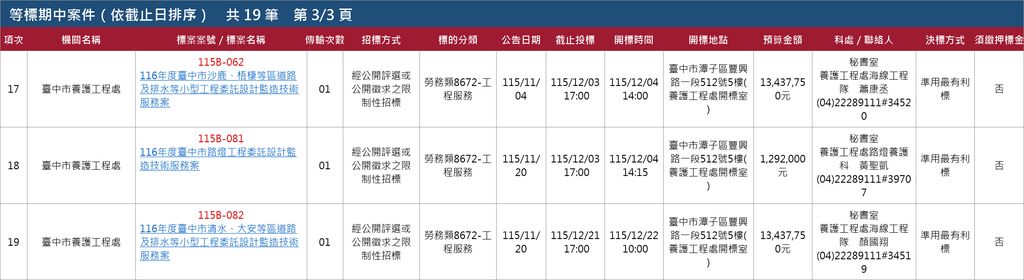 等標期中案件（依截止日排序）　共 19 筆　第 3/3 頁
項次 機關名稱 標案案號 / 標案名稱 傳輸次數 招標方式 標的分類 公告日期 截止投標 開標時間 開標地點 預算金額 科處／聯絡人 決標方式 須繳押標金
17
臺中市養護工程處
115B-062
116年度臺中市沙鹿、梧棲等區道路
及排水等小型工程委託設計監造技術
服務案
01
經公開評選或
公開徵求之限
制性招標
勞務類8672-工
程服務
115/11/
04
115/12/03
17:00
115/12/04
14:00
臺中市潭子區豐興
路一段512號5樓(
養護工程處開標室
)
13,437,75
0元
秘書室
養護工程處海線工程
隊　蕭康丞
(04)22289111#3452
0
準用最有利
標
否
18
臺中市養護工程處
115B-081
116年度臺中市路燈工程委託設計監
造技術服務案
01
經公開評選或
公開徵求之限
制性招標
勞務類8672-工
程服務
115/11/
20
115/12/03
17:00
115/12/04
14:15
臺中市潭子區豐興
路一段512號5樓(
養護工程處開標室
)
1,292,000
元
秘書室
養護工程處路燈養護
科　黃聖凱
(04)22289111#3970
7
準用最有利
標
否
19
臺中市養護工程處
115B-082
116年度臺中市清水、大安等區道路
及排水等小型工程委託設計監造技術
服務案
01
經公開評選或
公開徵求之限
制性招標
勞務類8672-工
程服務
115/11/
20
115/12/21
17:00
115/12/22
10:00
臺中市潭子區豐興
路一段512號5樓(
養護工程處開標室
)
13,437,75
0元
秘書室
養護工程處海線工程
隊　顏國翔
(04)22289111#3451
9
準用最有利
標
否